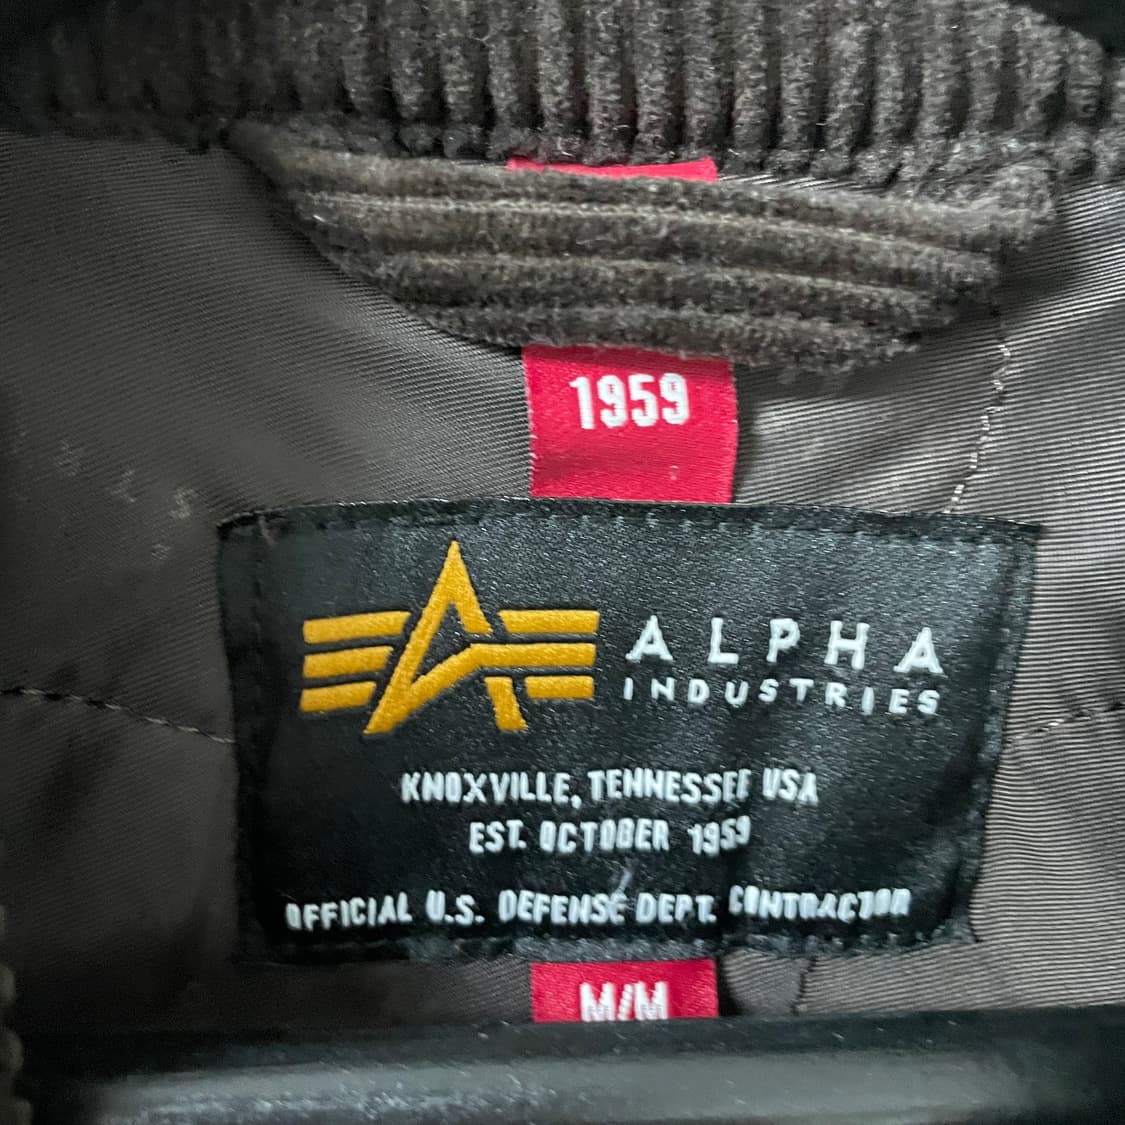 1959
ALPHA
INDUSTRIES
KNOXVILLE, TENNESSEE USA
EST. OCTOBER 1959
OFFICIAL U.S. DEFENSE DEPT. CONTRACTOR
M/M